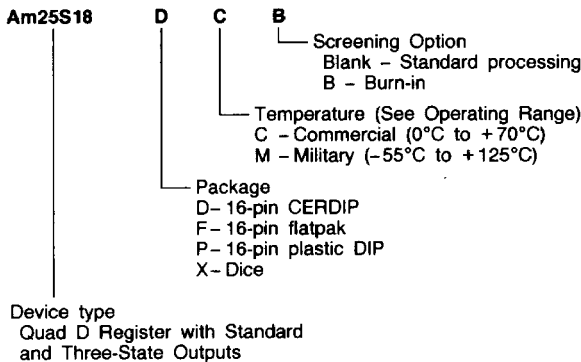 Am25S18 D C B
Screening Option
Blank – Standard processing
B – Burn-in
Temperature (See Operating Range)
C – Commercial (0°C to +70°C)
M – Military (–55°C to +125°C)
Package
D– 16-pin CERDIP
F– 16-pin flatpak
P– 16-pin plastic DIP
X– Dice
Device type
Quad D Register with Standard
and Three-State Outputs